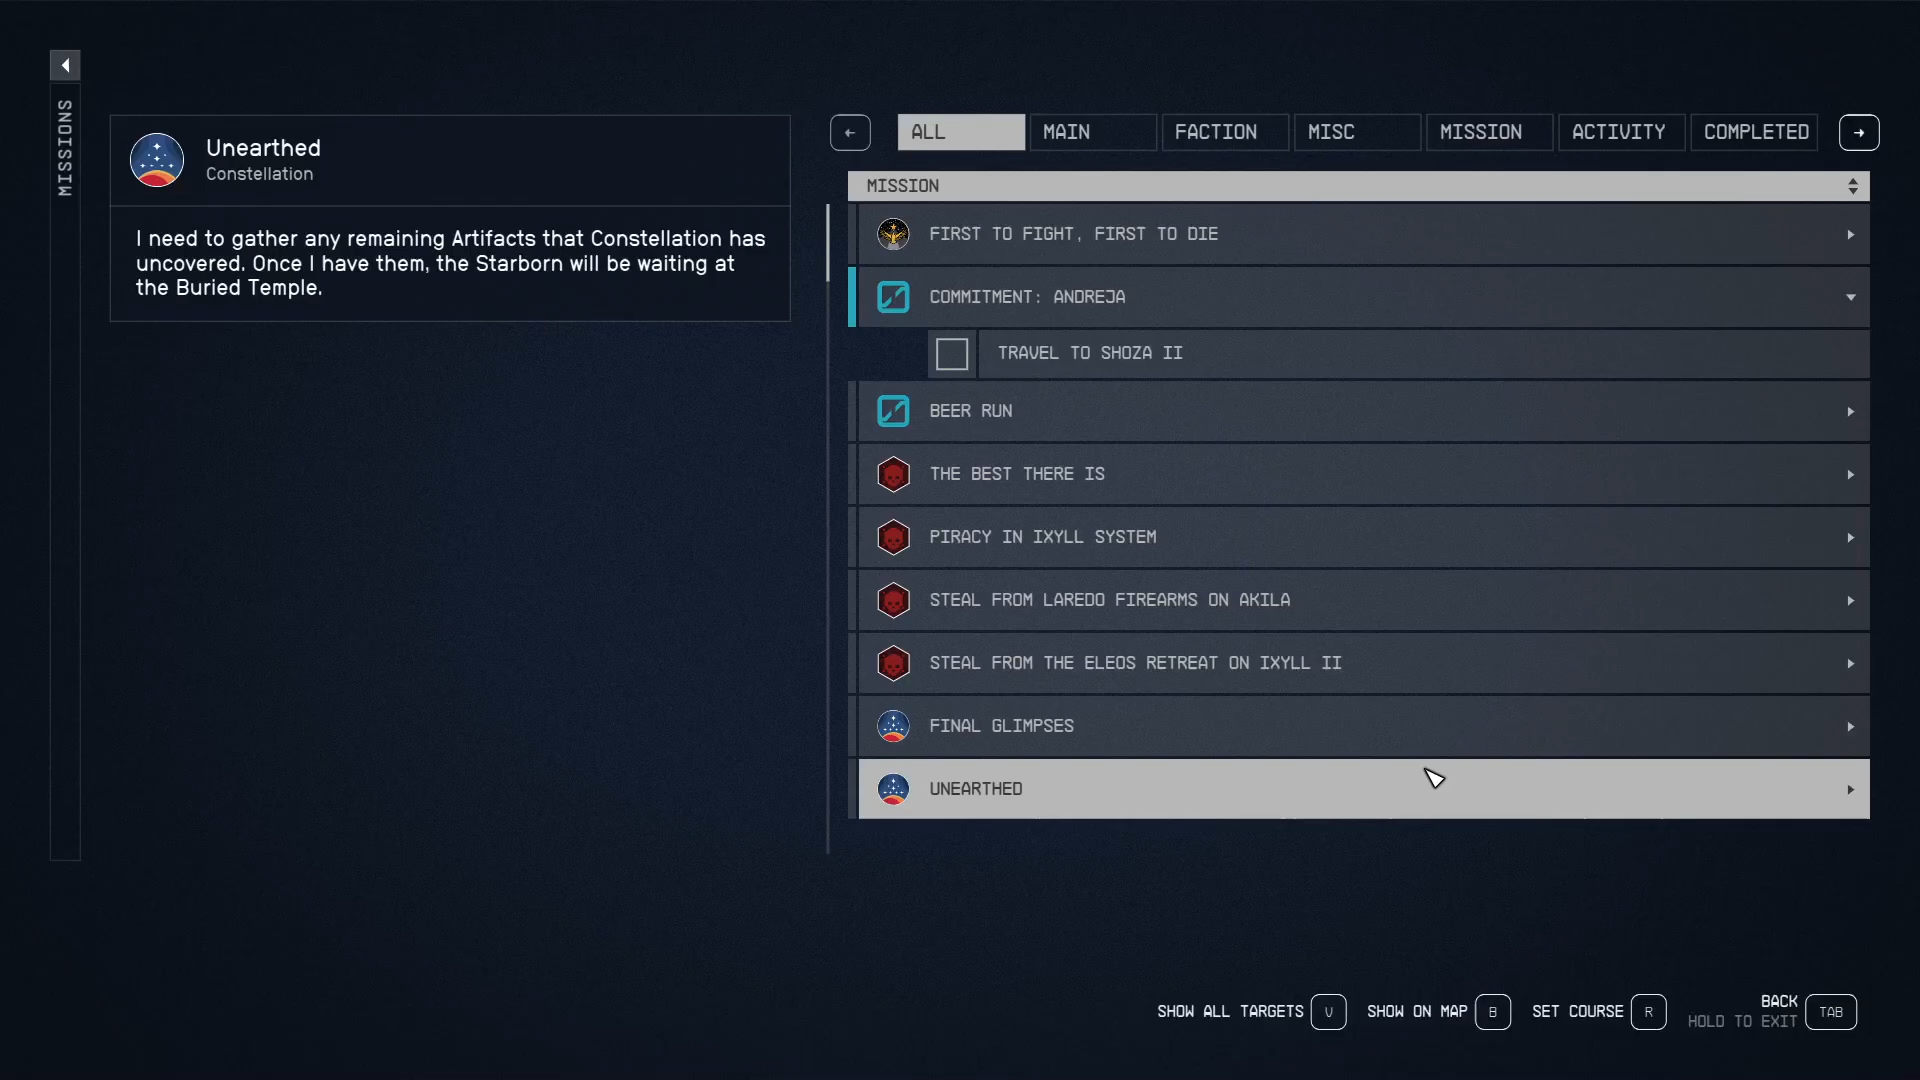 MISSIONS
Unearthed
Constellation
I need to gather any remaining Artifacts that Constellation has
uncovered. Once I have them, the Starborn will be waiting at
the Buried Temple.
ALL MAIN FACTION MISC MISSION ACTIVITY COMPLETED
MISSION
FIRST TO FIGHT, FIRST TO DIE
COMMITMENT: ANDREJA
TRAVEL TO SHOZA II
BEER RUN
THE BEST THERE IS
PIRACY IN IXYLL SYSTEM
STEAL FROM LAREDO FIREARMS ON AKILA
STEAL FROM THE ELEOS RETREAT ON IXYLL II
FINAL GLIMPSES
UNEARTHED
SHOW ALL TARGETS V SHOW ON MAP B SET COURSE R BACK TAB
HOLD TO EXIT